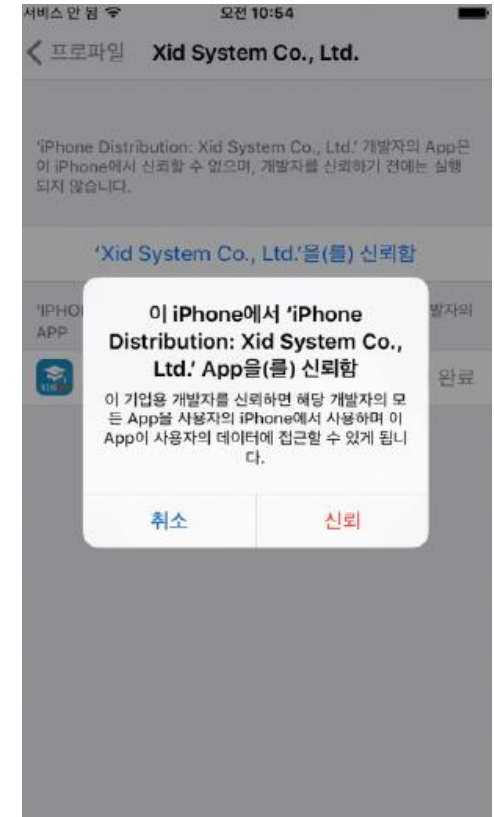 서비스 안 됨
오전 10:54
프로파일
Xid System Co., Ltd.
'iPhone Distribution: Xid System Co., Ltd.' 개발자의 App은
이 iPhone에서 신뢰할 수 없으며, 개발자를 신뢰하기 전에는 실행
되지 않습니다.
'Xid System Co., Ltd.'을(를) 신뢰함
발자의
APP
완료
이 iPhone에서 'iPhone
Distribution: Xid System Co.,
Ltd.' App을(를) 신뢰함
이 기업용 개발자를 신뢰하면 해당 개발자의 모
든 App을 사용자의 iPhone에서 사용하며 이
App이 사용자의 데이터에 접근할 수 있게 됩니
다.
취소
신뢰